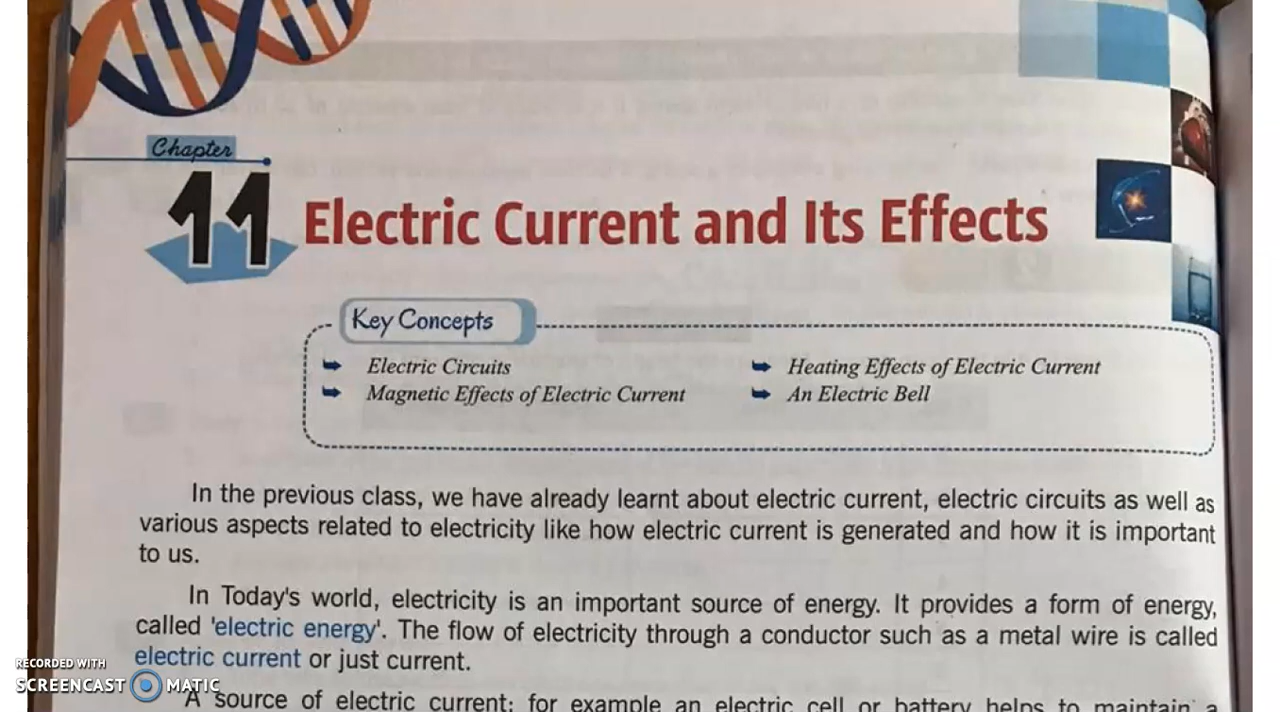 Chapter
11 Electric Current and Its Effects
Key Concepts
Electric Circuits
Heating Effects of Electric Current
Magnetic Effects of Electric Current
An Electric Bell
In the previous class, we have already learnt about electric current, electric circuits as well as
various aspects related to electricity like how electric current is generated and how it is important
to us.
In Today's world, electricity is an important source of energy. It provides a form of energy,
called 'electric energy'. The flow of electricity through a conductor such as a metal wire is called
electric current or just current.
A source of electric current; for example an electric cell or battery helps to maintain a
RECORDED WITH
SCREENCAST MATIC